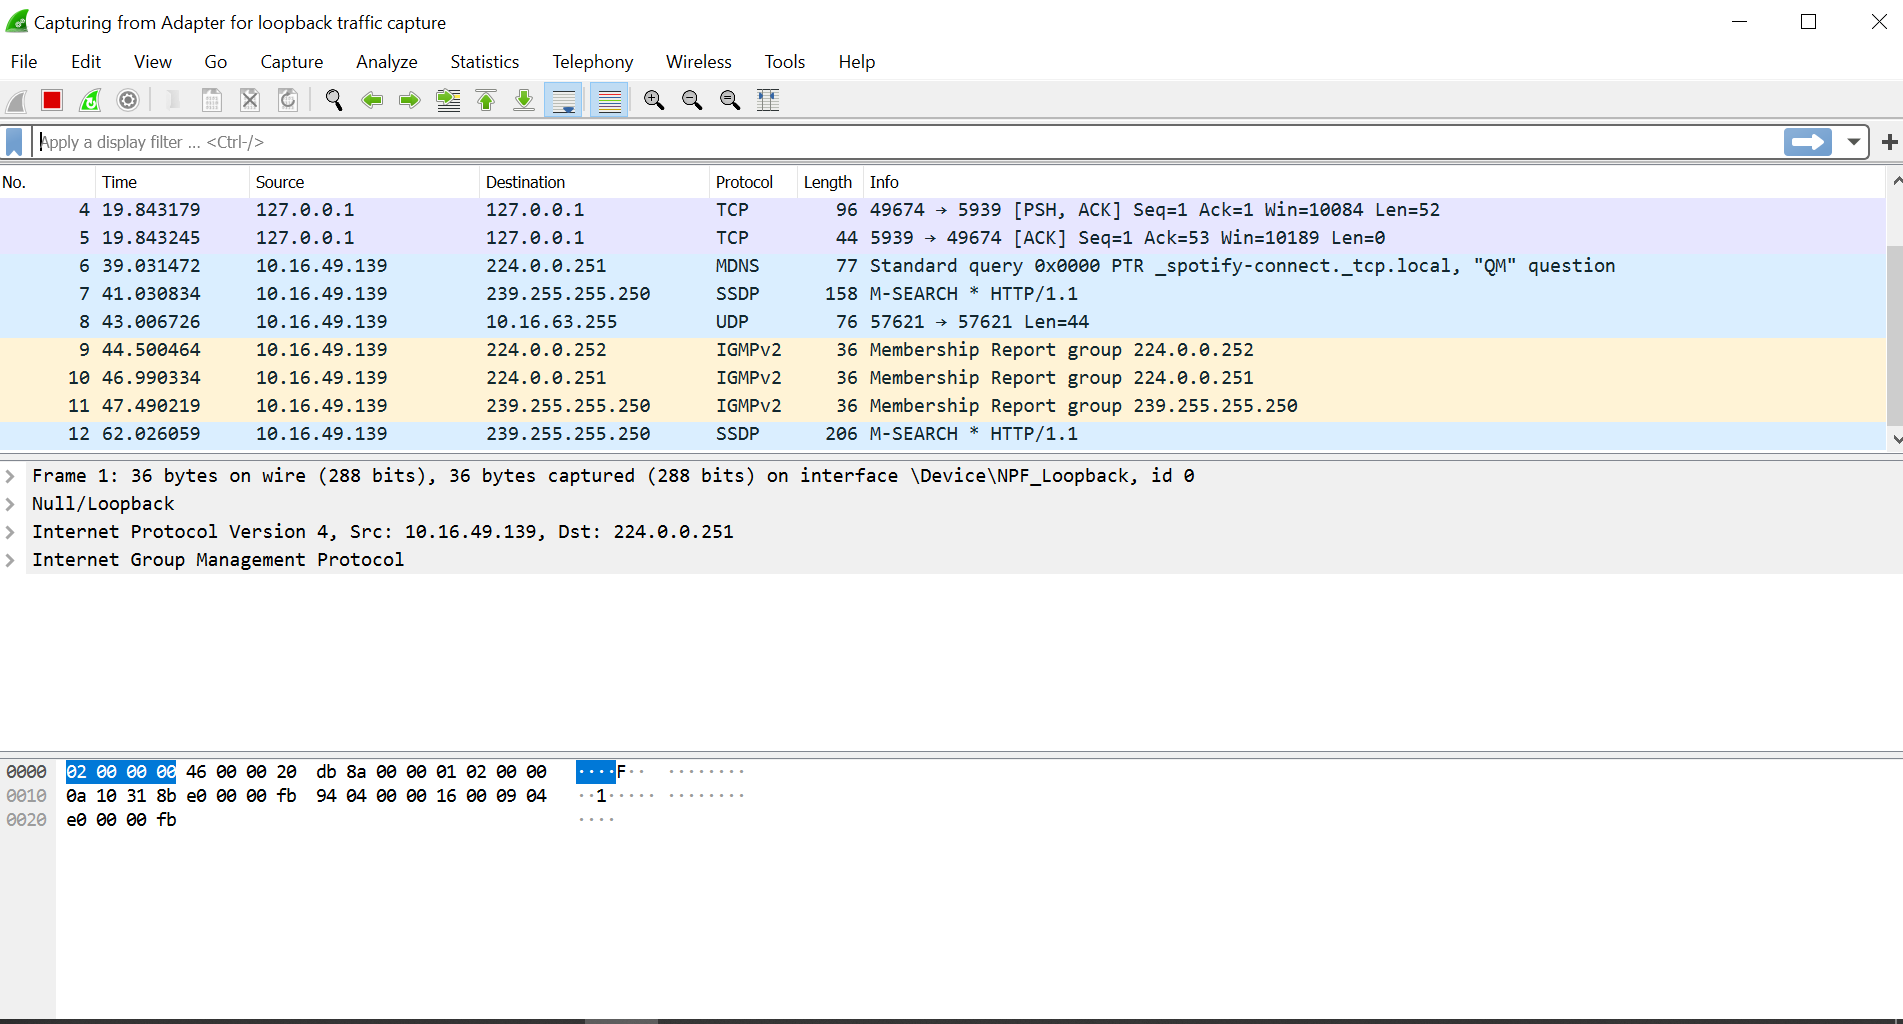 Capturing from Adapter for loopback traffic capture
File Edit View Go Capture Analyze Statistics Telephony Wireless Tools Help
Apply a display filter ... <Ctrl-/>
No. Time Source Destination Protocol Length Info
4 19.843179 127.0.0.1 127.0.0.1 TCP 96 49674 → 5939 [PSH, ACK] Seq=1 Ack=1 Win=10084 Len=52
5 19.843245 127.0.0.1 127.0.0.1 TCP 44 5939 → 49674 [ACK] Seq=1 Ack=53 Win=10189 Len=0
6 39.031472 10.16.49.139 224.0.0.251 MDNS 77 Standard query 0x0000 PTR _spotify-connect._tcp.local, "QM" question
7 41.030834 10.16.49.139 239.255.255.250 SSDP 158 M-SEARCH * HTTP/1.1
8 43.006726 10.16.49.139 10.16.63.255 UDP 76 57621 → 57621 Len=44
9 44.500464 10.16.49.139 224.0.0.252 IGMPv2 36 Membership Report group 224.0.0.252
10 46.990334 10.16.49.139 224.0.0.251 IGMPv2 36 Membership Report group 224.0.0.251
11 47.490219 10.16.49.139 239.255.255.250 IGMPv2 36 Membership Report group 239.255.255.250
12 62.026059 10.16.49.139 239.255.255.250 SSDP 206 M-SEARCH * HTTP/1.1
Frame 1: 36 bytes on wire (288 bits), 36 bytes captured (288 bits) on interface \Device\NPF_Loopback, id 0
Null/Loopback
Internet Protocol Version 4, Src: 10.16.49.139, Dst: 224.0.0.251
Internet Group Management Protocol
0000 02 00 00 00 46 00 00 20 db 8a 00 00 01 02 00 00 ····F·· ········
0010 0a 10 31 8b e0 00 00 fb 94 04 00 00 16 00 09 04 ··1····· ········
0020 e0 00 00 fb ····